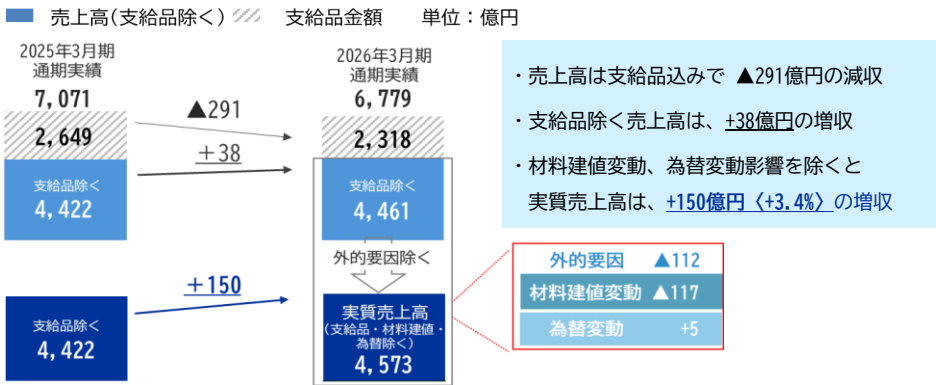 売上高(支給品除く) 支給品金額 単位：億円
2025年3月期
通期実績
7,071
2,649
支給品除く
4,422
▲291
＋38
2026年3月期
通期実績
6,779
2,318
支給品除く
4,461
外的要因除く
支給品除く
4,422
＋150
実質売上高
(支給品・材料建値・
為替除く)
4,573
・売上高は支給品込みで ▲291億円の減収
・支給品除く売上高は、+38億円の増収
・材料建値変動、為替変動影響を除くと
実質売上高は、+150億円〈+3.4%〉の増収
外的要因 ▲112
材料建値変動 ▲117
為替変動 +5